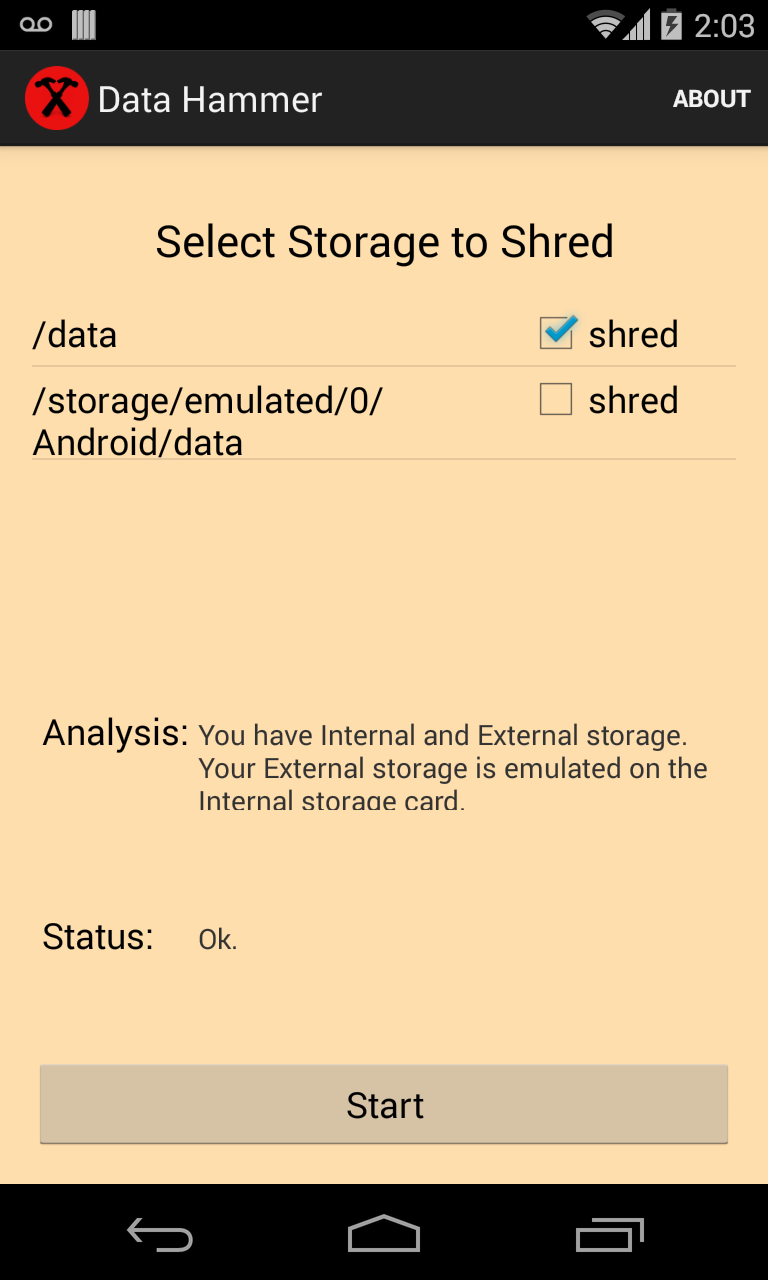 2:03
Data Hammer
ABOUT
Select Storage to Shred
/data
shred
/storage/emulated/0/
Android/data
shred
Analysis:
You have Internal and External storage.
Your External storage is emulated on the
Internal storage card.
Status:
Ok.
Start